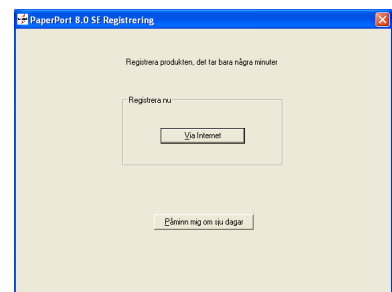 PaperPort 8.0 SE Registrering
Registrera produkten, det tar bara några minuter
Registrera nu
Via Internet
Påminn mig om sju dagar